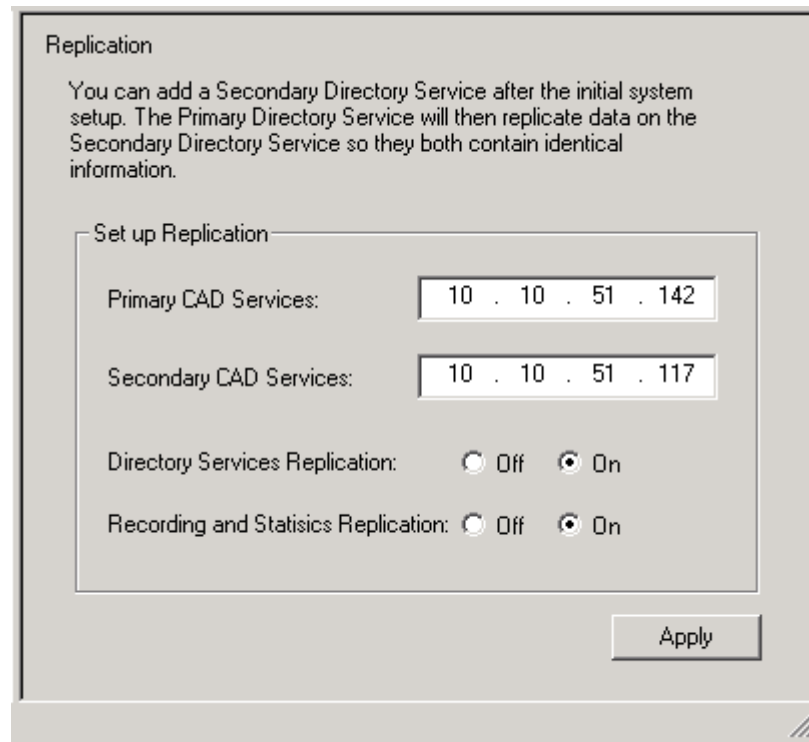 Replication
You can add a Secondary Directory Service after the initial system
setup. The Primary Directory Service will then replicate data on the
Secondary Directory Service so they both contain identical
information.
Set up Replication
Primary CAD Services: 10 . 10 . 51 . 142
Secondary CAD Services: 10 . 10 . 51 . 117
Directory Services Replication: Off On
Recording and Statisics Replication: Off On
Apply